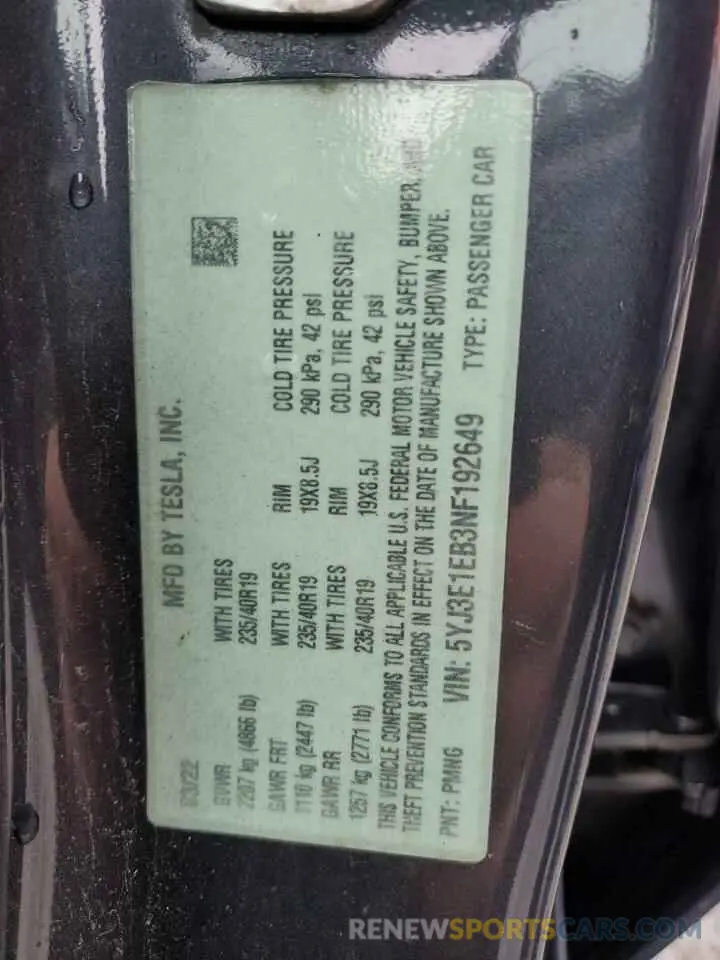 MFD BY TESLA, INC.
03/22
GVWR WITH TIRES
2207 kg (4866 lb) 235/40R19
GAWR FRT WITH TIRES RIM COLD TIRE PRESSURE
1110 kg (2447 lb) 235/40R19 19X8.5J 290 kPa, 42 psi
GAWR RR WITH TIRES RIM COLD TIRE PRESSURE
1257 kg (2771 lb) 235/40R19 19X8.5J 290 kPa, 42 psi
THIS VEHICLE CONFORMS TO ALL APPLICABLE U.S. FEDERAL MOTOR VEHICLE SAFETY, BUMPER, AND
THEFT PREVENTION STANDARDS IN EFFECT ON THE DATE OF MANUFACTURE SHOWN ABOVE.
PNT: PMNG VIN: 5YJ3E1EB3NF192649 TYPE: PASSENGER CAR
RENEWSPORTSCARS.COM